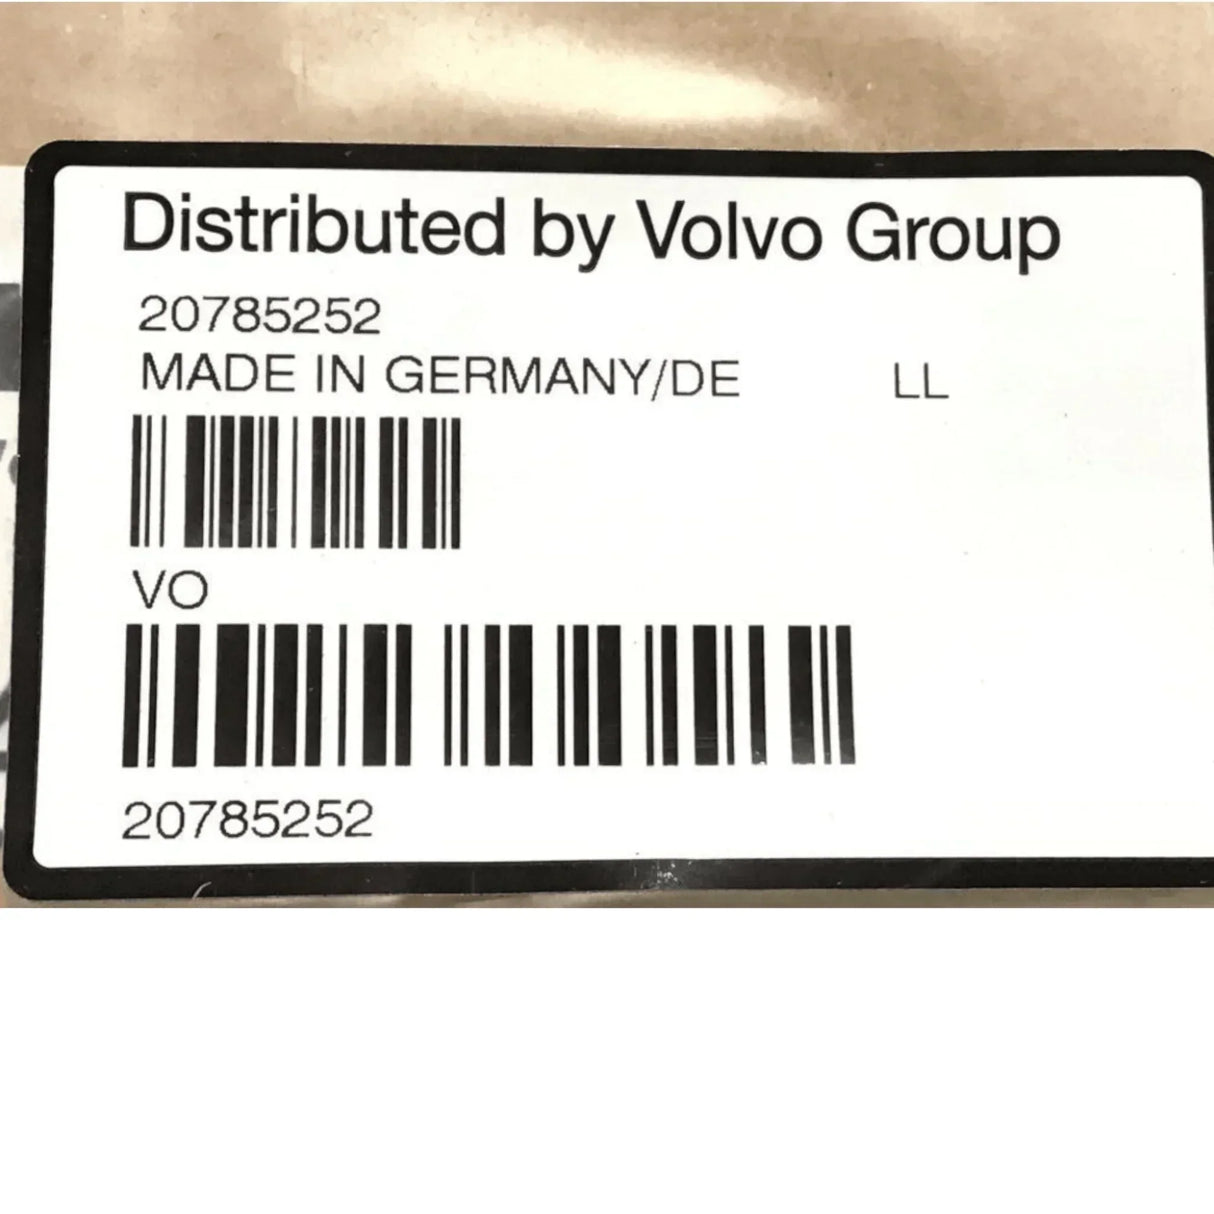 Distributed by Volvo Group
20785252
MADE IN GERMANY/DE LL
VO
20785252